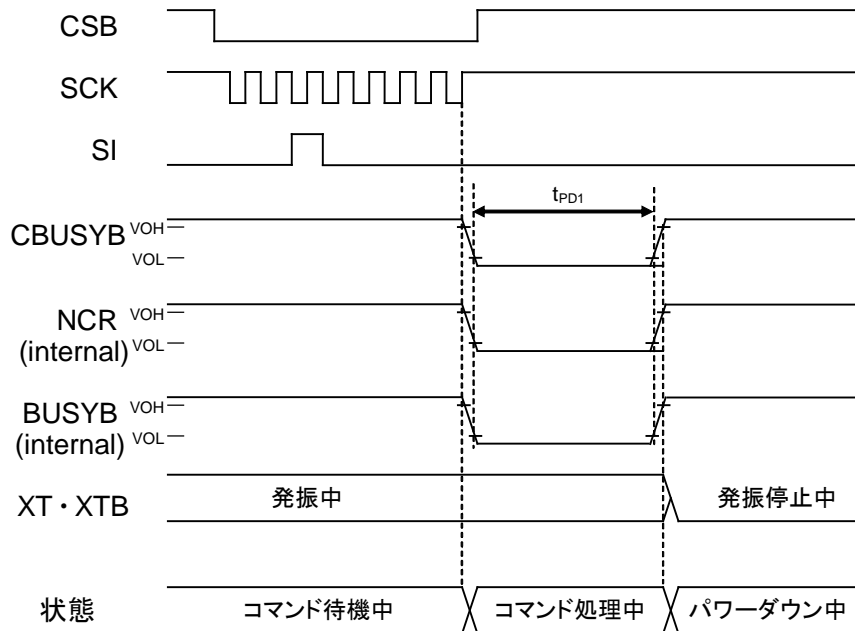 CSB
SCK
SI
tPD1
CBUSYB VOH
VOL
NCR VOH
(internal) VOL
BUSYB VOH
(internal) VOL
XT・XTB 発振中 発振停止中
状態 コマンド待機中 コマンド処理中 パワーダウン中